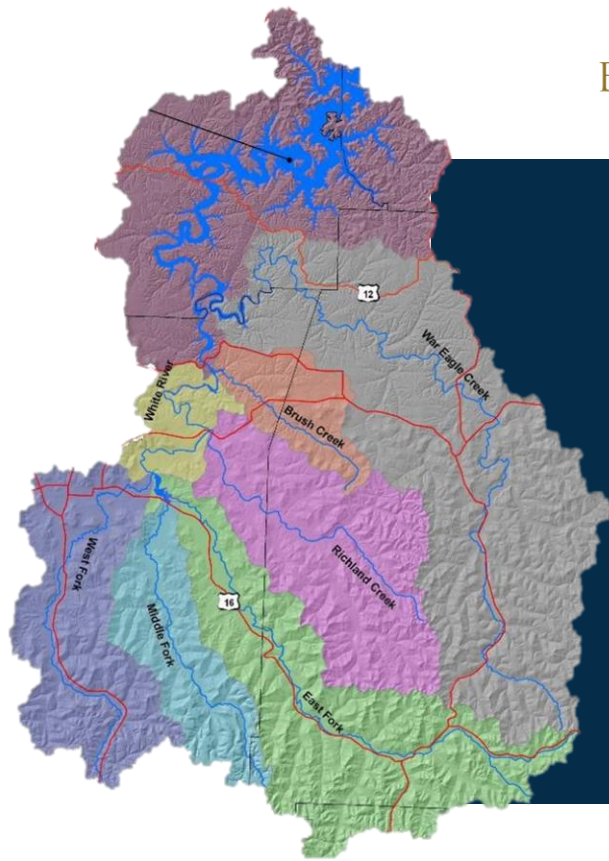 E
12
War Eagle Creek
White River
Brush Creek
West Fork
Richland Creek
16
Middle Fork
East Fork